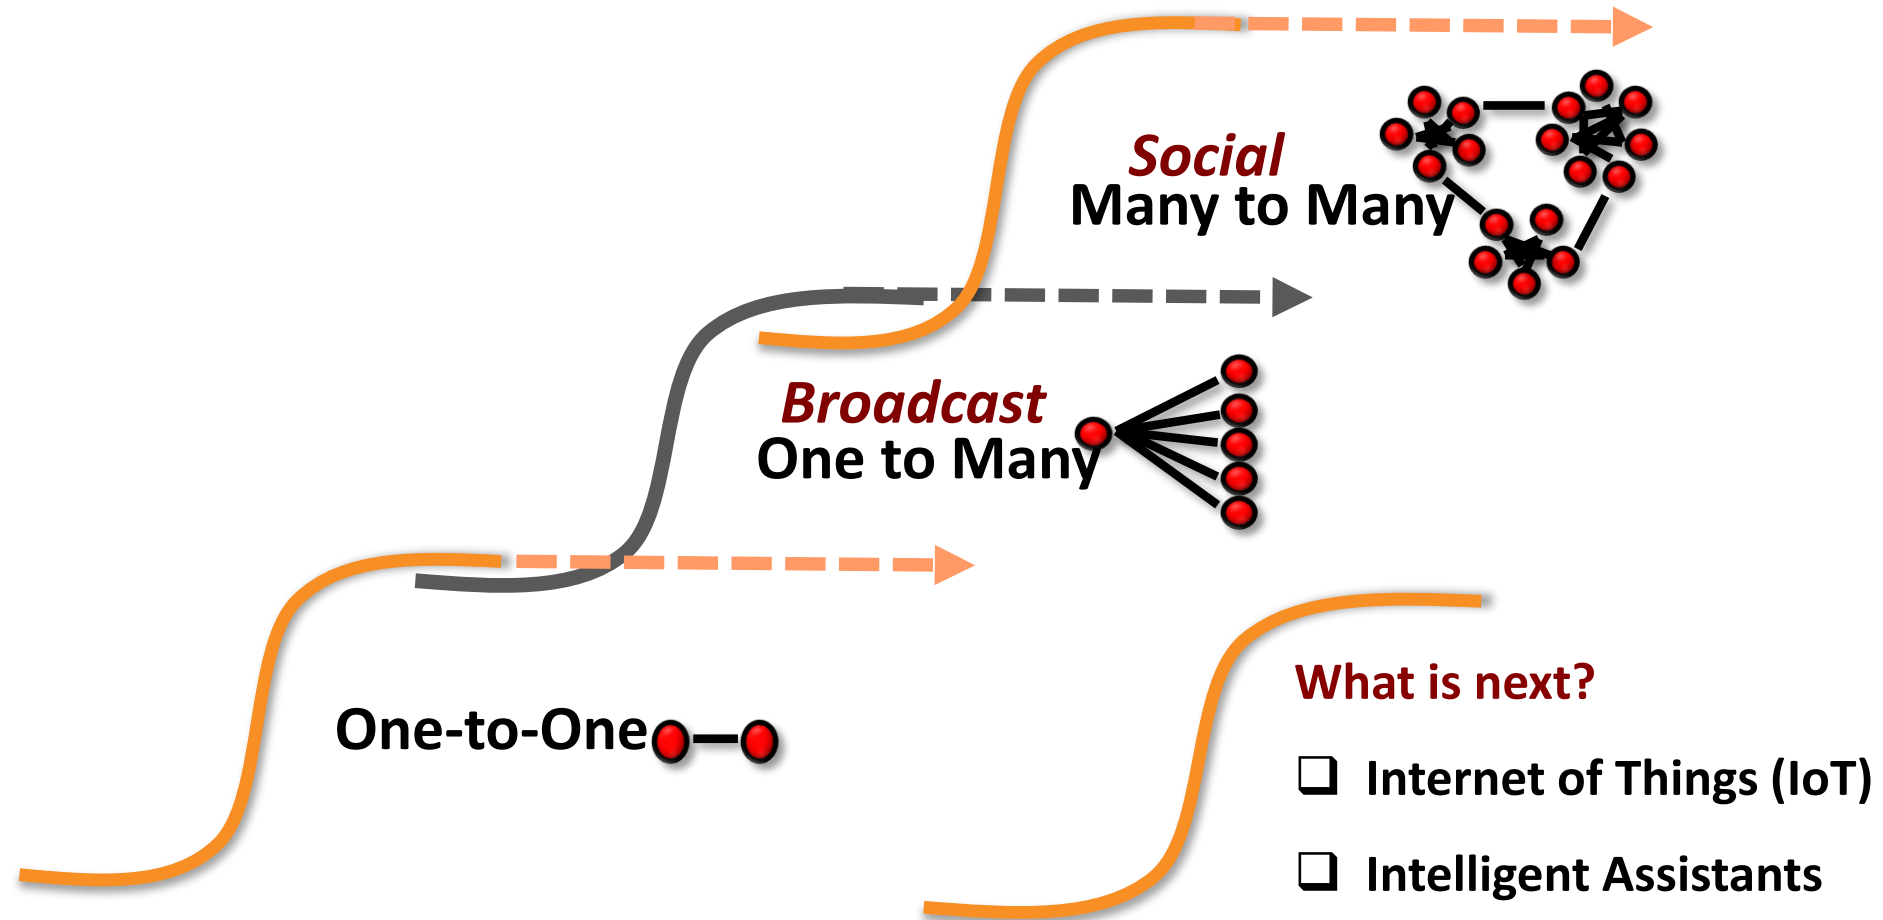 Social
Many to Many
Broadcast
One to Many
One-to-One
What is next?
Internet of Things (IoT)
Intelligent Assistants